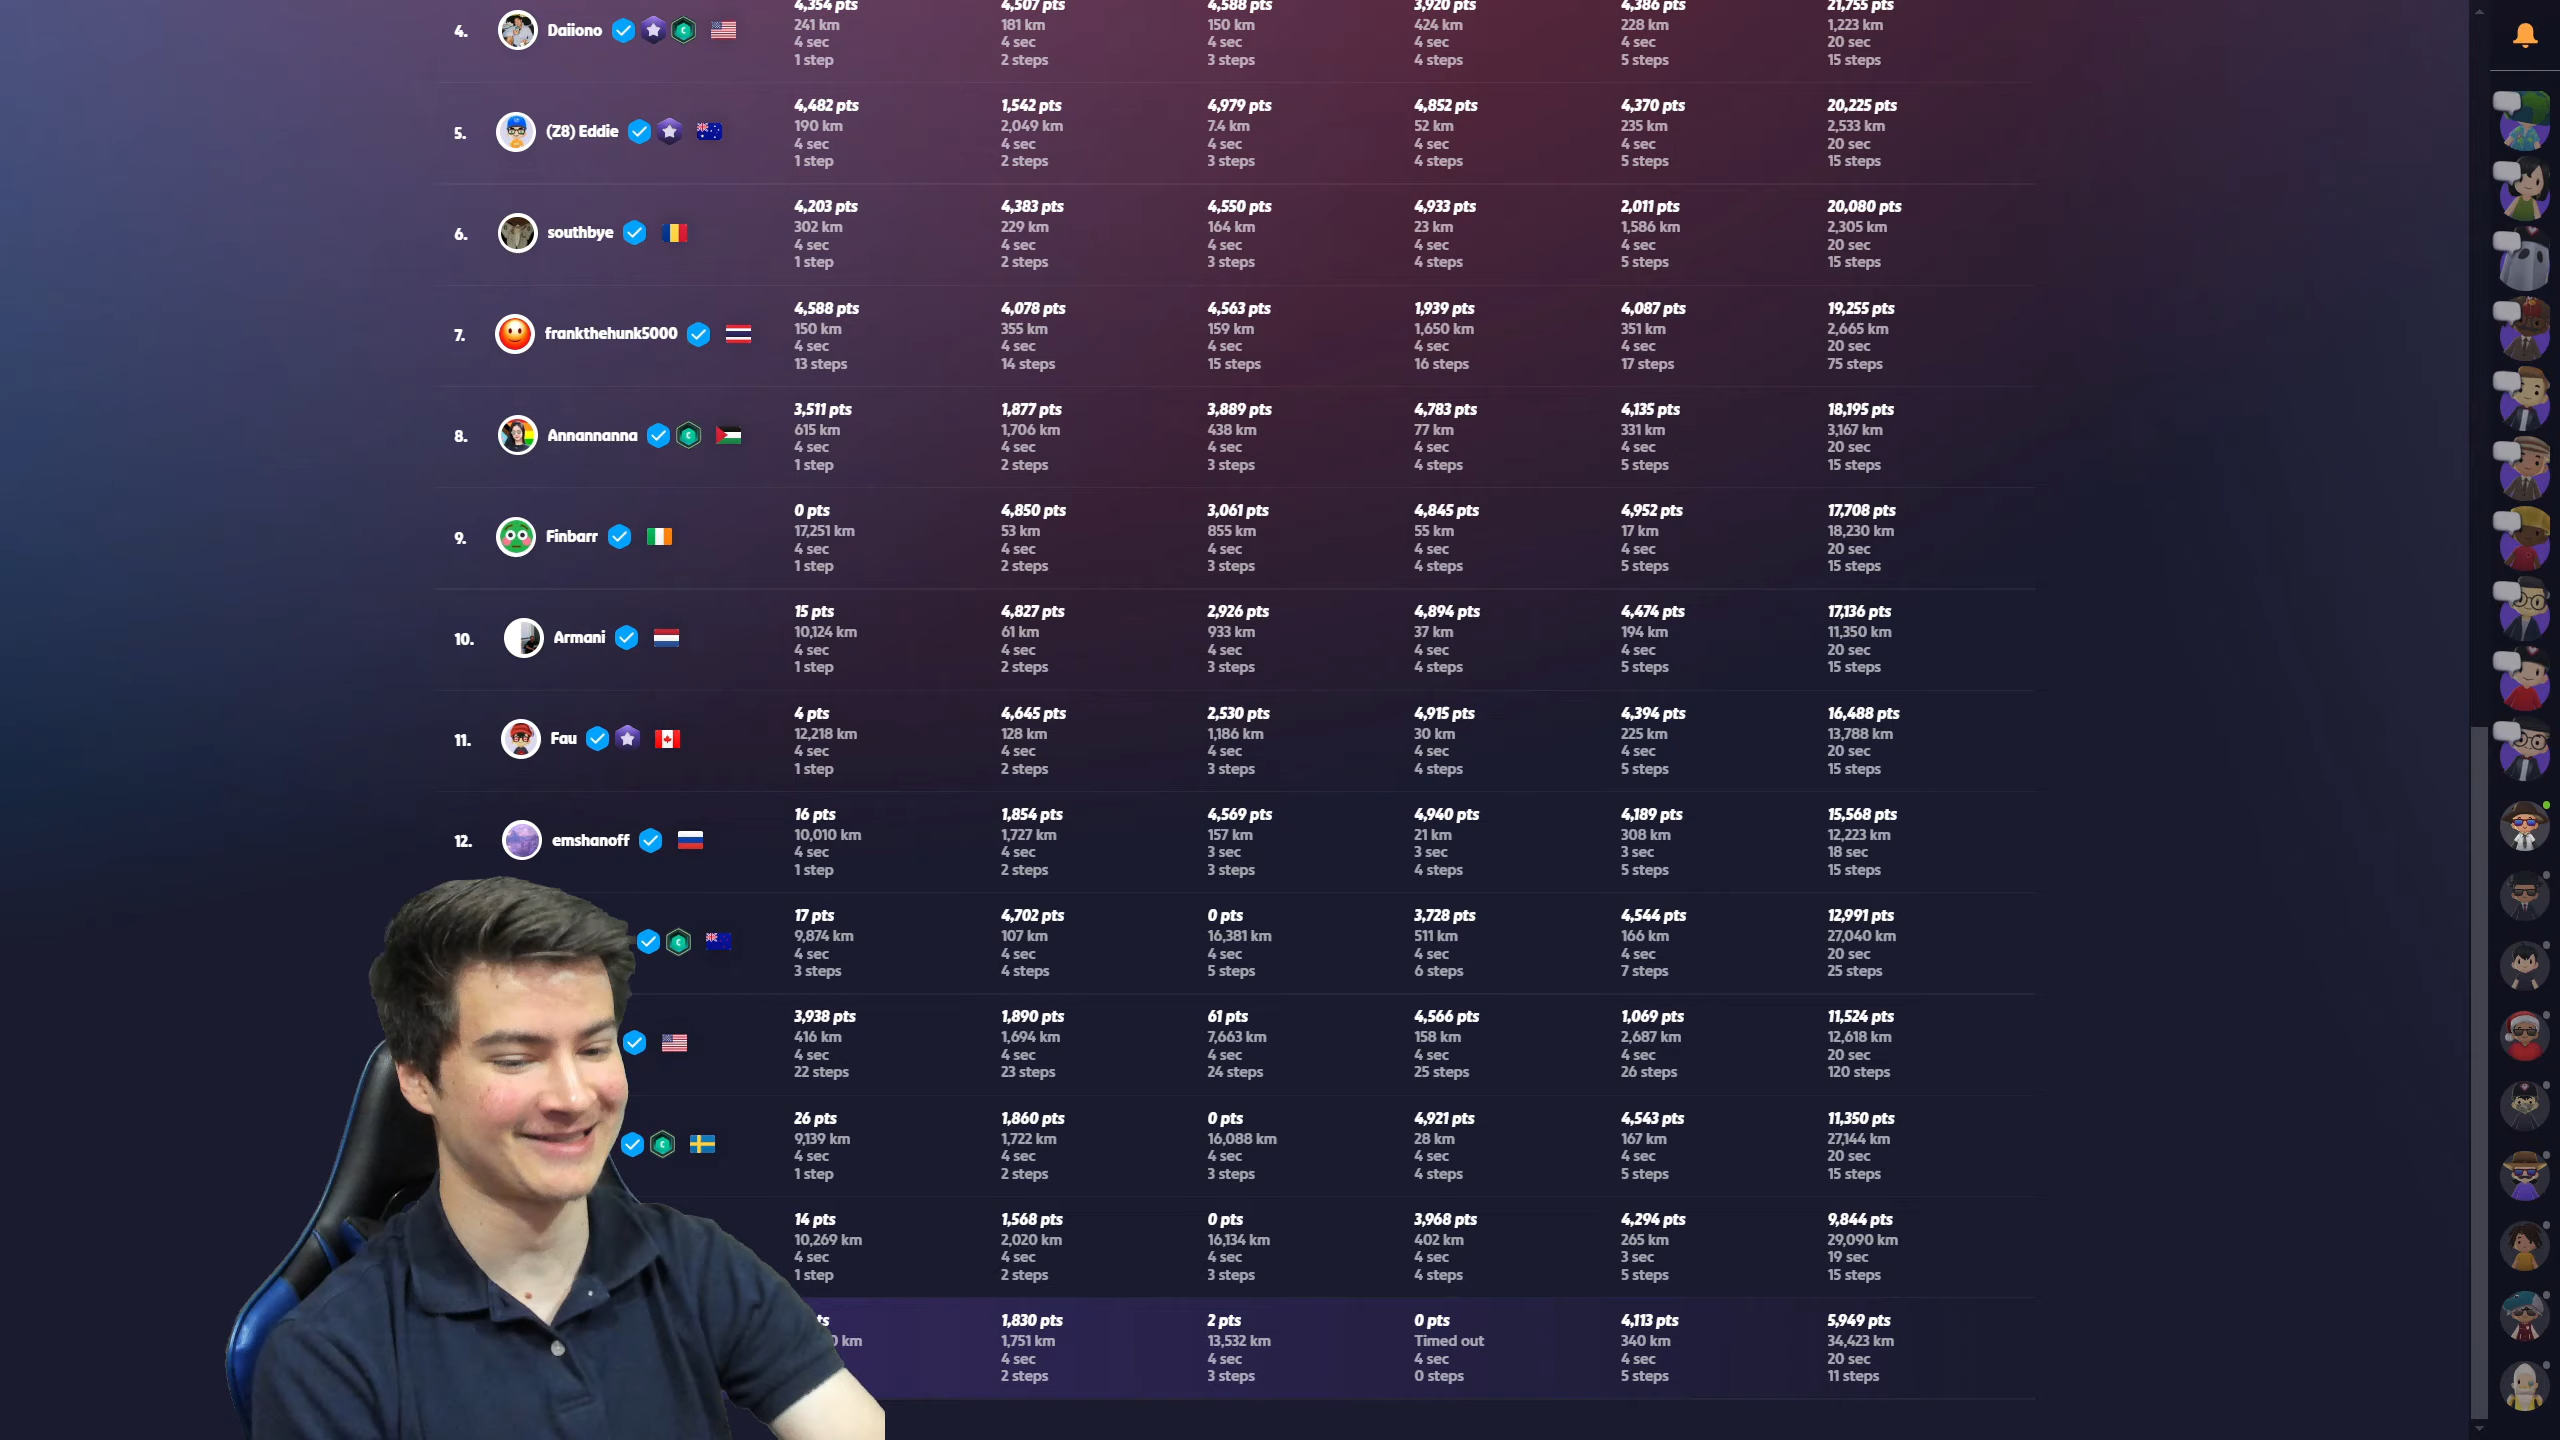 4,354 pts 4,507 pts 4,588 pts 3,920 pts 4,386 pts 21,755 pts
4. Daiiono 241 km 181 km 150 km 424 km 228 km 1,223 km
4 sec 4 sec 4 sec 4 sec 4 sec 20 sec
1 step 2 steps 3 steps 4 steps 5 steps 15 steps
4,482 pts 1,542 pts 4,979 pts 4,852 pts 4,370 pts 20,225 pts
5. (Z8) Eddie 190 km 2,049 km 7.4 km 52 km 235 km 2,533 km
4 sec 4 sec 4 sec 4 sec 4 sec 20 sec
1 step 2 steps 3 steps 4 steps 5 steps 15 steps
4,203 pts 4,383 pts 4,550 pts 4,933 pts 2,011 pts 20,080 pts
6. southbye 302 km 229 km 164 km 23 km 1,586 km 2,305 km
4 sec 4 sec 4 sec 4 sec 4 sec 20 sec
1 step 2 steps 3 steps 4 steps 5 steps 15 steps
4,588 pts 4,078 pts 4,563 pts 1,939 pts 4,087 pts 19,255 pts
7. frankthehunk5000 150 km 355 km 159 km 1,650 km 351 km 2,665 km
4 sec 4 sec 4 sec 4 sec 4 sec 20 sec
13 steps 14 steps 15 steps 16 steps 17 steps 75 steps
3,511 pts 1,877 pts 3,889 pts 4,783 pts 4,135 pts 18,195 pts
8. Annannanna 615 km 1,706 km 438 km 77 km 331 km 3,167 km
4 sec 4 sec 4 sec 4 sec 4 sec 20 sec
1 step 2 steps 3 steps 4 steps 5 steps 15 steps
0 pts 4,850 pts 3,061 pts 4,845 pts 4,952 pts 17,708 pts
9. Finbarr 17,251 km 53 km 855 km 55 km 17 km 18,230 km
4 sec 4 sec 4 sec 4 sec 4 sec 20 sec
1 step 2 steps 3 steps 4 steps 5 steps 15 steps
15 pts 4,827 pts 2,926 pts 4,894 pts 4,474 pts 17,136 pts
10. Armani 10,124 km 61 km 933 km 37 km 194 km 11,350 km
4 sec 4 sec 4 sec 4 sec 4 sec 20 sec
1 step 2 steps 3 steps 4 steps 5 steps 15 steps
4 pts 4,645 pts 2,530 pts 4,915 pts 4,394 pts 16,488 pts
11. Fau 12,218 km 128 km 1,186 km 30 km 225 km 13,788 km
4 sec 4 sec 4 sec 4 sec 4 sec 20 sec
1 step 2 steps 3 steps 4 steps 5 steps 15 steps
16 pts 1,854 pts 4,569 pts 4,940 pts 4,189 pts 15,568 pts
12. emshanoff 10,010 km 1,727 km 157 km 21 km 308 km 12,223 km
4 sec 4 sec 3 sec 3 sec 3 sec 18 sec
1 step 2 steps 3 steps 4 steps 5 steps 15 steps
17 pts 4,702 pts 0 pts 3,728 pts 4,544 pts 12,991 pts
9,874 km 107 km 16,381 km 511 km 166 km 27,040 km
4 sec 4 sec 4 sec 4 sec 4 sec 20 sec
3 steps 4 steps 5 steps 6 steps 7 steps 25 steps
3,938 pts 1,890 pts 61 pts 4,566 pts 1,069 pts 11,524 pts
416 km 1,694 km 7,663 km 158 km 2,687 km 12,618 km
4 sec 4 sec 4 sec 4 sec 4 sec 20 sec
22 steps 23 steps 24 steps 25 steps 26 steps 120 steps
26 pts 1,860 pts 0 pts 4,921 pts 4,543 pts 11,350 pts
9,139 km 1,722 km 16,088 km 28 km 167 km 27,144 km
4 sec 4 sec 4 sec 4 sec 4 sec 20 sec
1 step 2 steps 3 steps 4 steps 5 steps 15 steps
14 pts 1,568 pts 0 pts 3,968 pts 4,294 pts 9,844 pts
10,269 km 2,020 km 16,134 km 402 km 265 km 29,090 km
4 sec 4 sec 4 sec 4 sec 3 sec 19 sec
1 step 2 steps 3 steps 4 steps 5 steps 15 steps
1,830 pts 2 pts 0 pts 4,113 pts 5,949 pts
km 1,751 km 13,532 km Timed out 340 km 34,423 km
4 sec 4 sec 4 sec 4 sec 20 sec
2 steps 3 steps 0 steps 5 steps 11 steps